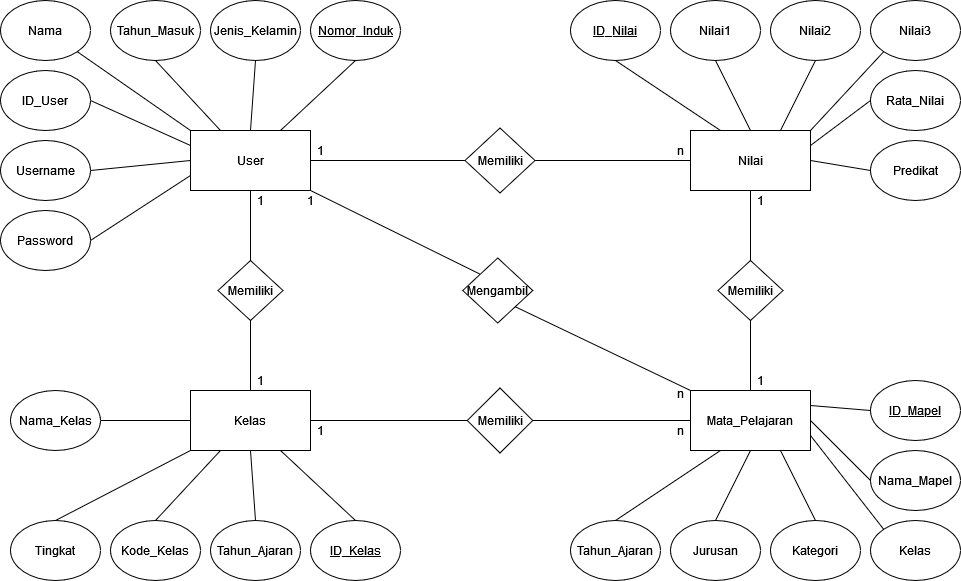 Nama
Tahun_Masuk
Jenis_Kelamin
Nomor_Induk
ID_Nilai
Nilai1
Nilai2
Nilai3
ID_User
Rata_Nilai
User
1
Memiliki
n
Nilai
Username
Predikat
1
1
1
Password
Memiliki
Mengambil
Memiliki
1
n
1
Nama_Kelas
Kelas
1
Memiliki
n
Mata_Pelajaran
ID_Mapel
Nama_Mapel
Tingkat
Kode_Kelas
Tahun_Ajaran
ID_Kelas
Tahun_Ajaran
Jurusan
Kategori
Kelas